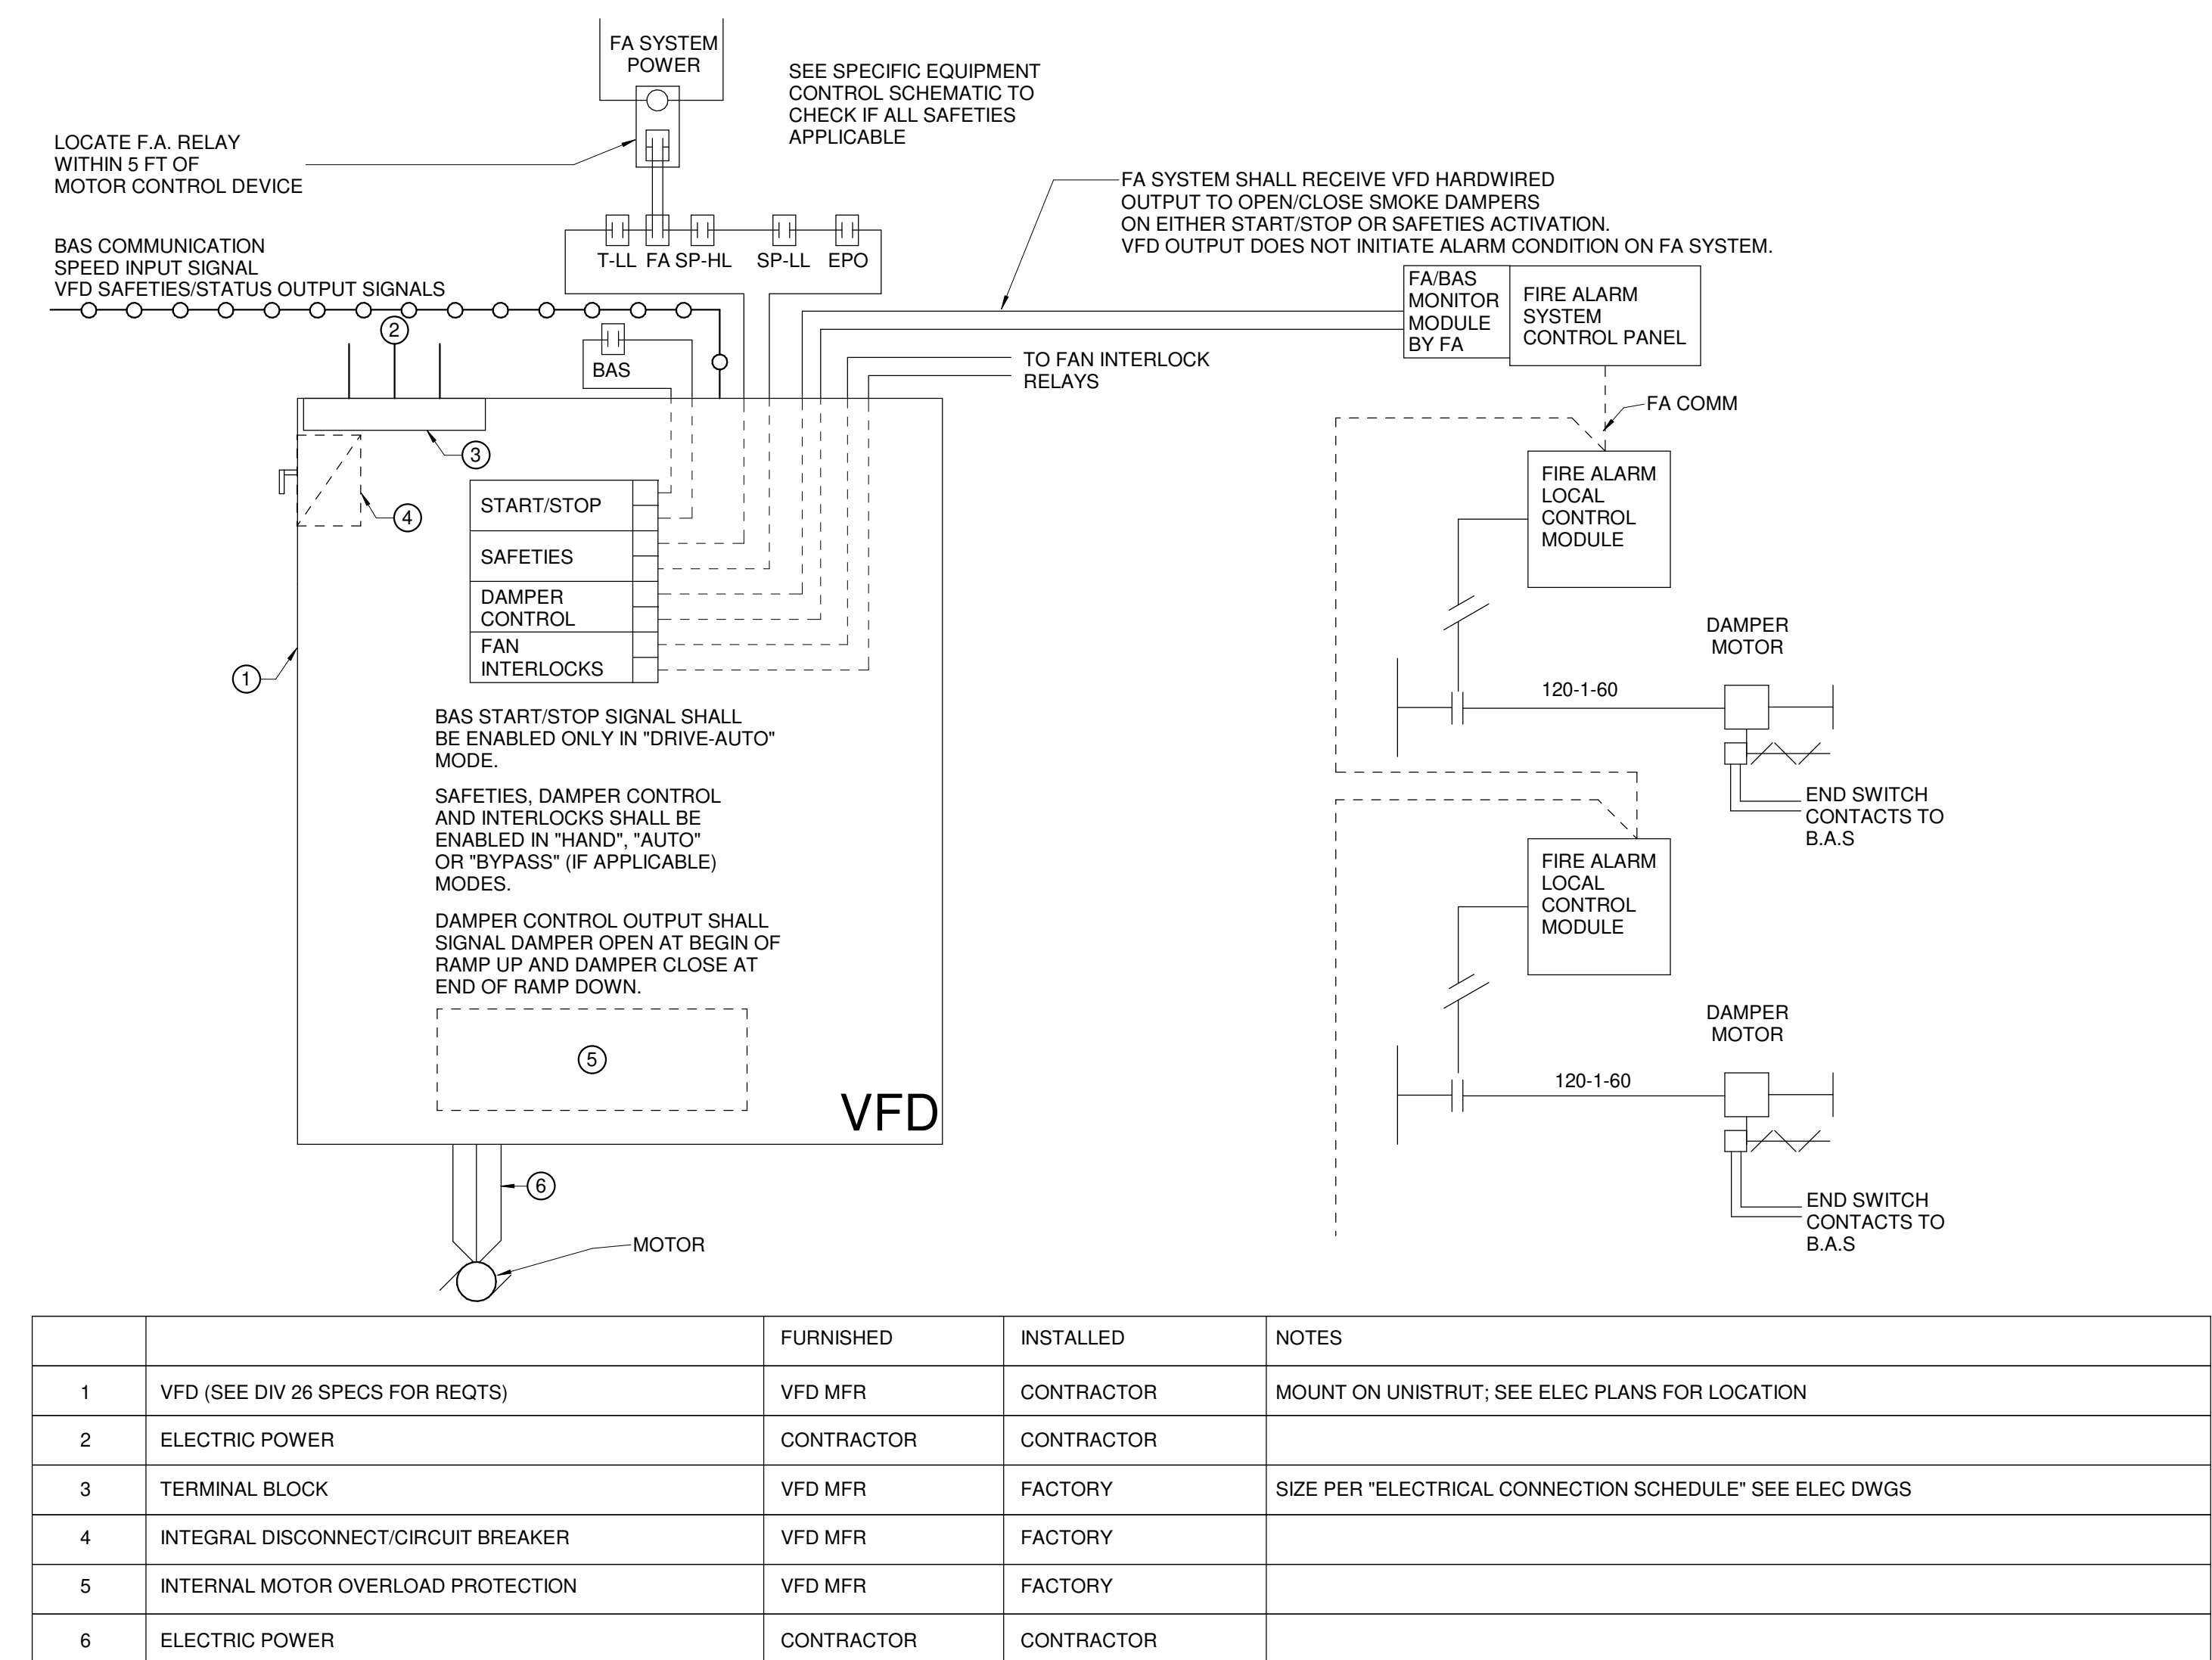 FA SYSTEM
POWER
SEE SPECIFIC EQUIPMENT
CONTROL SCHEMATIC TO
CHECK IF ALL SAFETIES
APPLICABLE
LOCATE F.A. RELAY
WITHIN 5 FT OF
MOTOR CONTROL DEVICE
FA SYSTEM SHALL RECEIVE VFD HARDWIRED
OUTPUT TO OPEN/CLOSE SMOKE DAMPERS
ON EITHER START/STOP OR SAFETIES ACTIVATION.
VFD OUTPUT DOES NOT INITIATE ALARM CONDITION ON FA SYSTEM.
BAS COMMUNICATION
SPEED INPUT SIGNAL
VFD SAFETIES/STATUS OUTPUT SIGNALS
T-LL FA SP-HL SP-LL EPO
FA/BAS
MONITOR
MODULE
BY FA
FIRE ALARM
SYSTEM
CONTROL PANEL
2
BAS
TO FAN INTERLOCK
RELAYS
FA COMM
3
4
START/STOP
SAFETIES
DAMPER
CONTROL
FAN
INTERLOCKS
1
FIRE ALARM
LOCAL
CONTROL
MODULE
DAMPER
MOTOR
120-1-60
END SWITCH
CONTACTS TO
B.A.S
BAS START/STOP SIGNAL SHALL
BE ENABLED ONLY IN "DRIVE-AUTO"
MODE.
SAFETIES, DAMPER CONTROL
AND INTERLOCKS SHALL BE
ENABLED IN "HAND", "AUTO"
OR "BYPASS" (IF APPLICABLE)
MODES.
DAMPER CONTROL OUTPUT SHALL
SIGNAL DAMPER OPEN AT BEGIN OF
RAMP UP AND DAMPER CLOSE AT
END OF RAMP DOWN.
5
VFD
FIRE ALARM
LOCAL
CONTROL
MODULE
DAMPER
MOTOR
120-1-60
END SWITCH
CONTACTS TO
B.A.S
6
MOTOR
FURNISHED INSTALLED NOTES
1 VFD (SEE DIV 26 SPECS FOR REQTS) VFD MFR CONTRACTOR MOUNT ON UNISTRUT; SEE ELEC PLANS FOR LOCATION
2 ELECTRIC POWER CONTRACTOR CONTRACTOR
3 TERMINAL BLOCK VFD MFR FACTORY SIZE PER "ELECTRICAL CONNECTION SCHEDULE" SEE ELEC DWGS
4 INTEGRAL DISCONNECT/CIRCUIT BREAKER VFD MFR FACTORY
5 INTERNAL MOTOR OVERLOAD PROTECTION VFD MFR FACTORY
6 ELECTRIC POWER CONTRACTOR CONTRACTOR